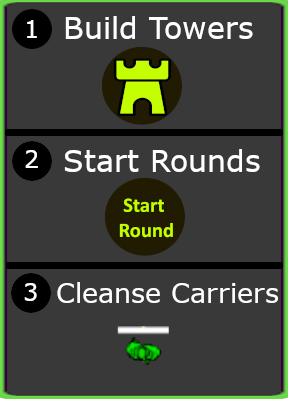 1 Build Towers
2 Start Rounds
Start
Round
3 Cleanse Carriers